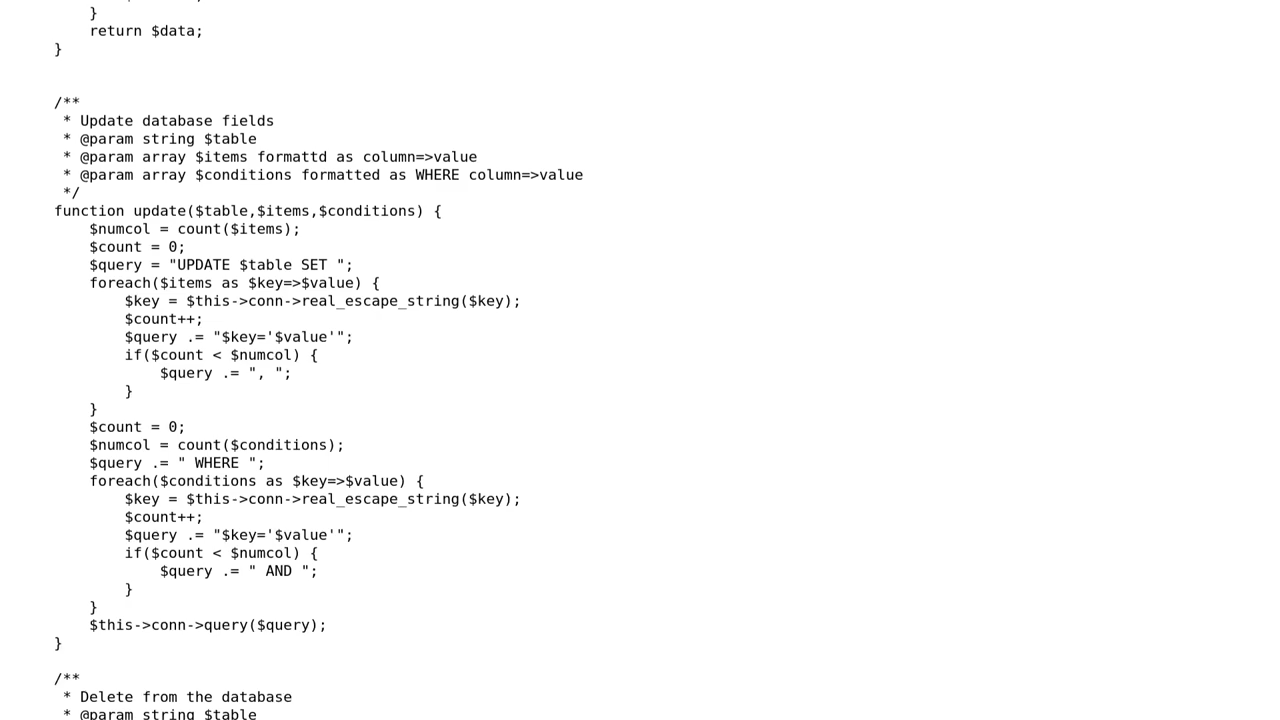 }
return $data;
}
/**
* Update database fields
* @param string $table
* @param array $items formattd as column=>value
* @param array $conditions formatted as WHERE column=>value
*/
function update($table,$items,$conditions) {
$numcol = count($items);
$count = 0;
$query = "UPDATE $table SET ";
foreach($items as $key=>$value) {
$key = $this->conn->real_escape_string($key);
$count++;
$query .= "$key='$value'";
if($count < $numcol) {
$query .= ", ";
}
}
$count = 0;
$numcol = count($conditions);
$query .= " WHERE ";
foreach($conditions as $key=>$value) {
$key = $this->conn->real_escape_string($key);
$count++;
$query .= "$key='$value'";
if($count < $numcol) {
$query .= " AND ";
}
}
$this->conn->query($query);
}
/**
* Delete from the database
* @param string $table